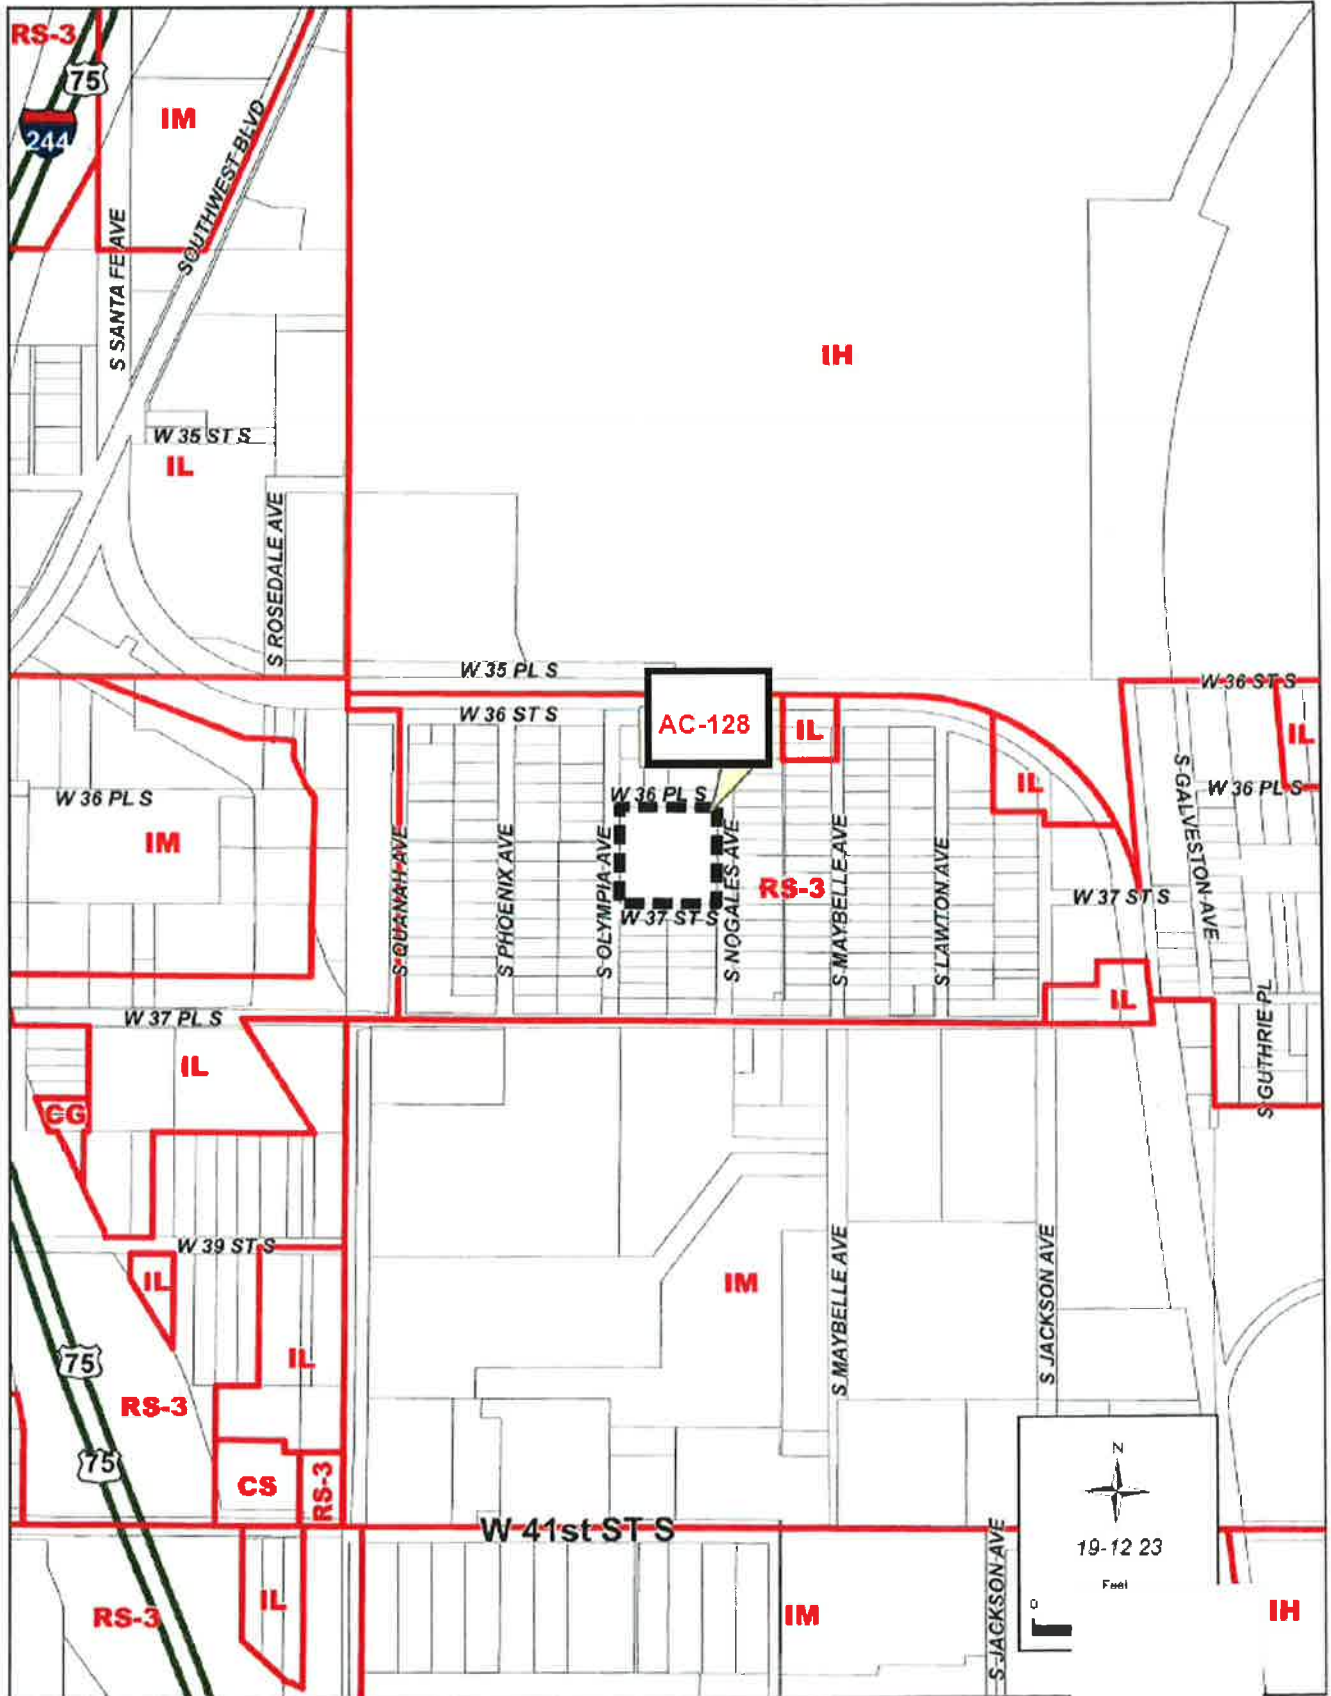 RS-3
75
244
IM
SOUTHWEST BLVD
S SANTA FE AVE
IH
W 35 ST S
IL
S ROSEDALE AVE
W 35 PL S
W 36 ST S
AC-128
IL
W 36 ST S
IL
IL
S GALVESTON AVE
W 36 PL S
W 36 PL S
W 36 PL S
IM
S QUANAH AVE
S PHOENIX AVE
S OLYMPIA AVE
S NOGALES AVE
RS-3
S MAYBELLE AVE
S LAWTON AVE
W 37 ST S
W 37 ST S
IL
W 37 PL S
S GUTHRIE PL
IL
CG
W 39 ST S
IL
IM
S MAYBELLE AVE
S JACKSON AVE
75
IL
RS-3
75
CS
RS-3
N
W 41st ST S
19-12 23
Feet
0
S JACKSON AVE
RS-3
IL
IM
IH